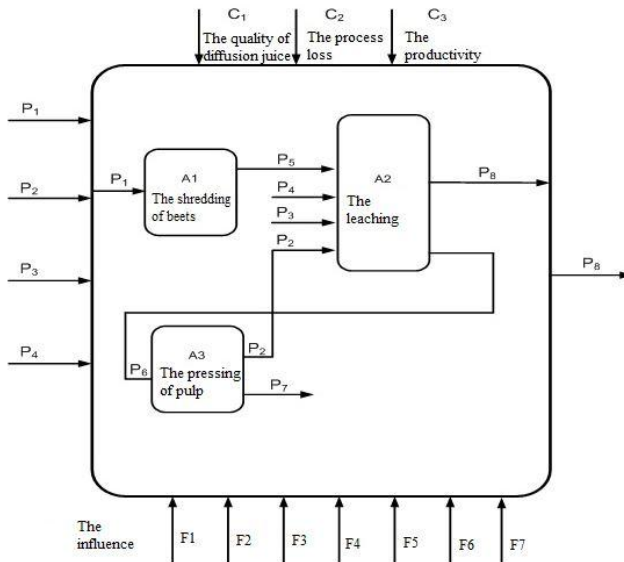 C1 C2 C3
The quality of diffusion juice
The process loss
The productivity
P1
P2
P3
P4
P1
A1
The shredding
of beets
P5
P4
P3
P2
A2
The
leaching
P8
P8
P6
A3
The pressing
of pulp
P2
P7
The
influence
F1 F2 F3 F4 F5 F6 F7